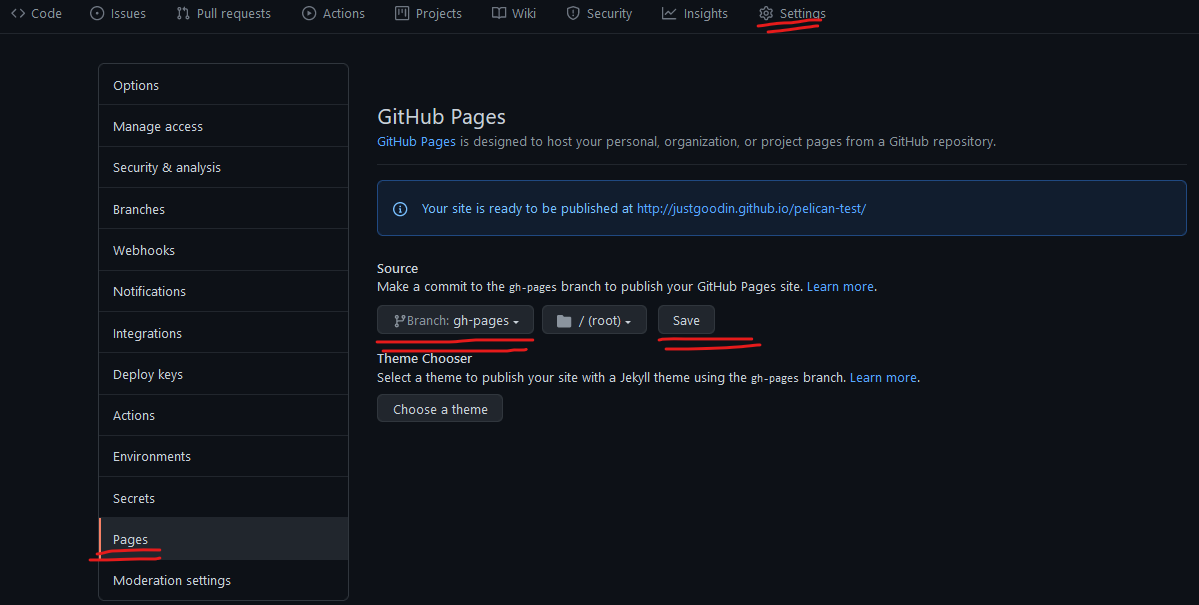 Code Issues Pull requests Actions Projects Wiki Security Insights Settings
Options
Manage access
Security & analysis
Branches
Webhooks
Notifications
Integrations
Deploy keys
Actions
Environments
Secrets
Pages
Moderation settings
GitHub Pages
GitHub Pages is designed to host your personal, organization, or project pages from a GitHub repository.
Your site is ready to be published at http://justgoodin.github.io/pelican-test/
Source
Make a commit to the gh-pages branch to publish your GitHub Pages site. Learn more.
Branch: gh-pages / (root) Save
Theme Chooser
Select a theme to publish your site with a Jekyll theme using the gh-pages branch. Learn more.
Choose a theme